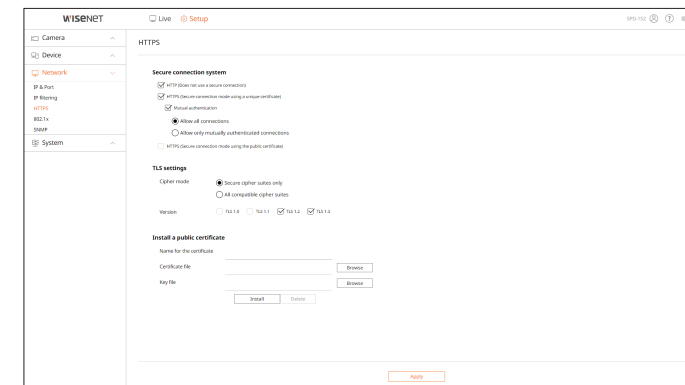 WISENET
Live
Setup
SPD-152
Camera
Device
Network
IP & Port
IP filtering
HTTPS
802.1x
SNMP
System
HTTPS
Secure connection system
HTTP (Does not use a secure connection)
HTTPS (Secure connection mode using a unique certificate)
Mutual authentication
Allow all connections
Allow only mutually authenticated connections
HTTPS (Secure connection mode using the public certificate)
TLS settings
Cipher mode
Secure cipher suites only
All compatible cipher suites
Version TLS 1.0 TLS 1.1 TLS 1.2 TLS 1.3
Install a public certificate
Name for the certificate
Certificate file Browse
Key file Browse
Install Delete
Apply